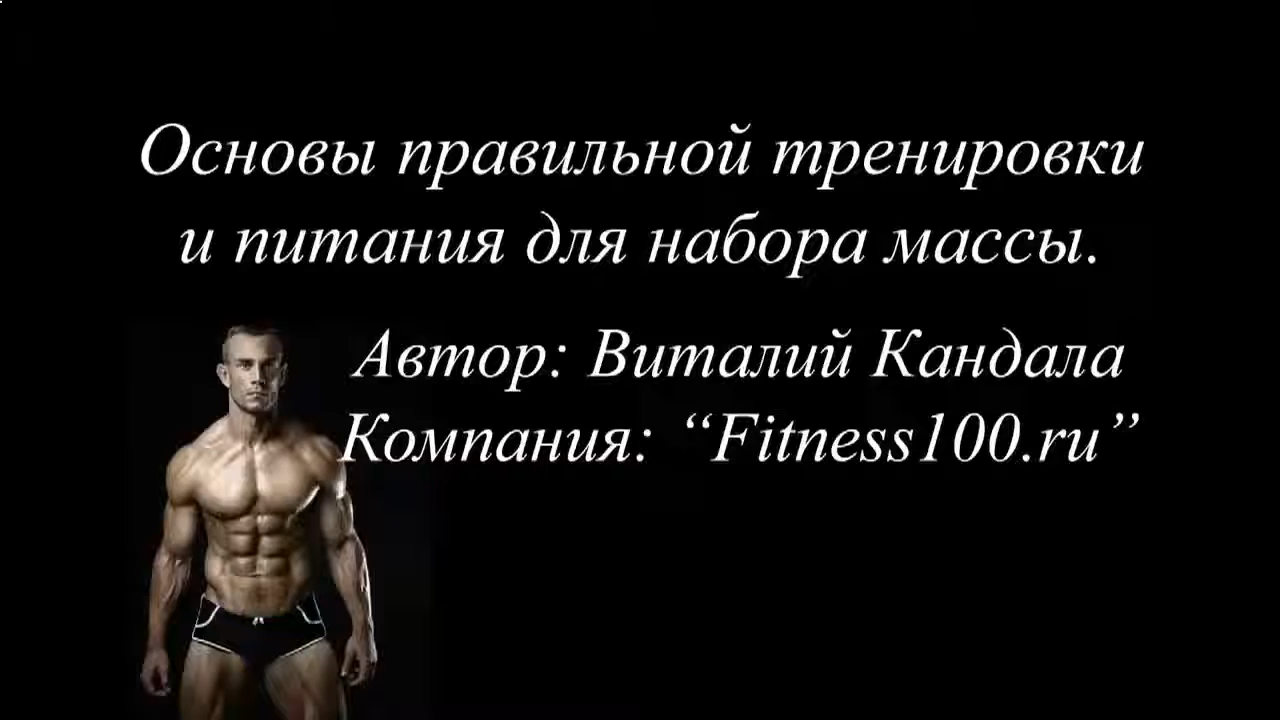 Основы правильной тренировки
и питания для набора массы.
Автор: Виталий Кандала
Компания: “Fitness100.ru”